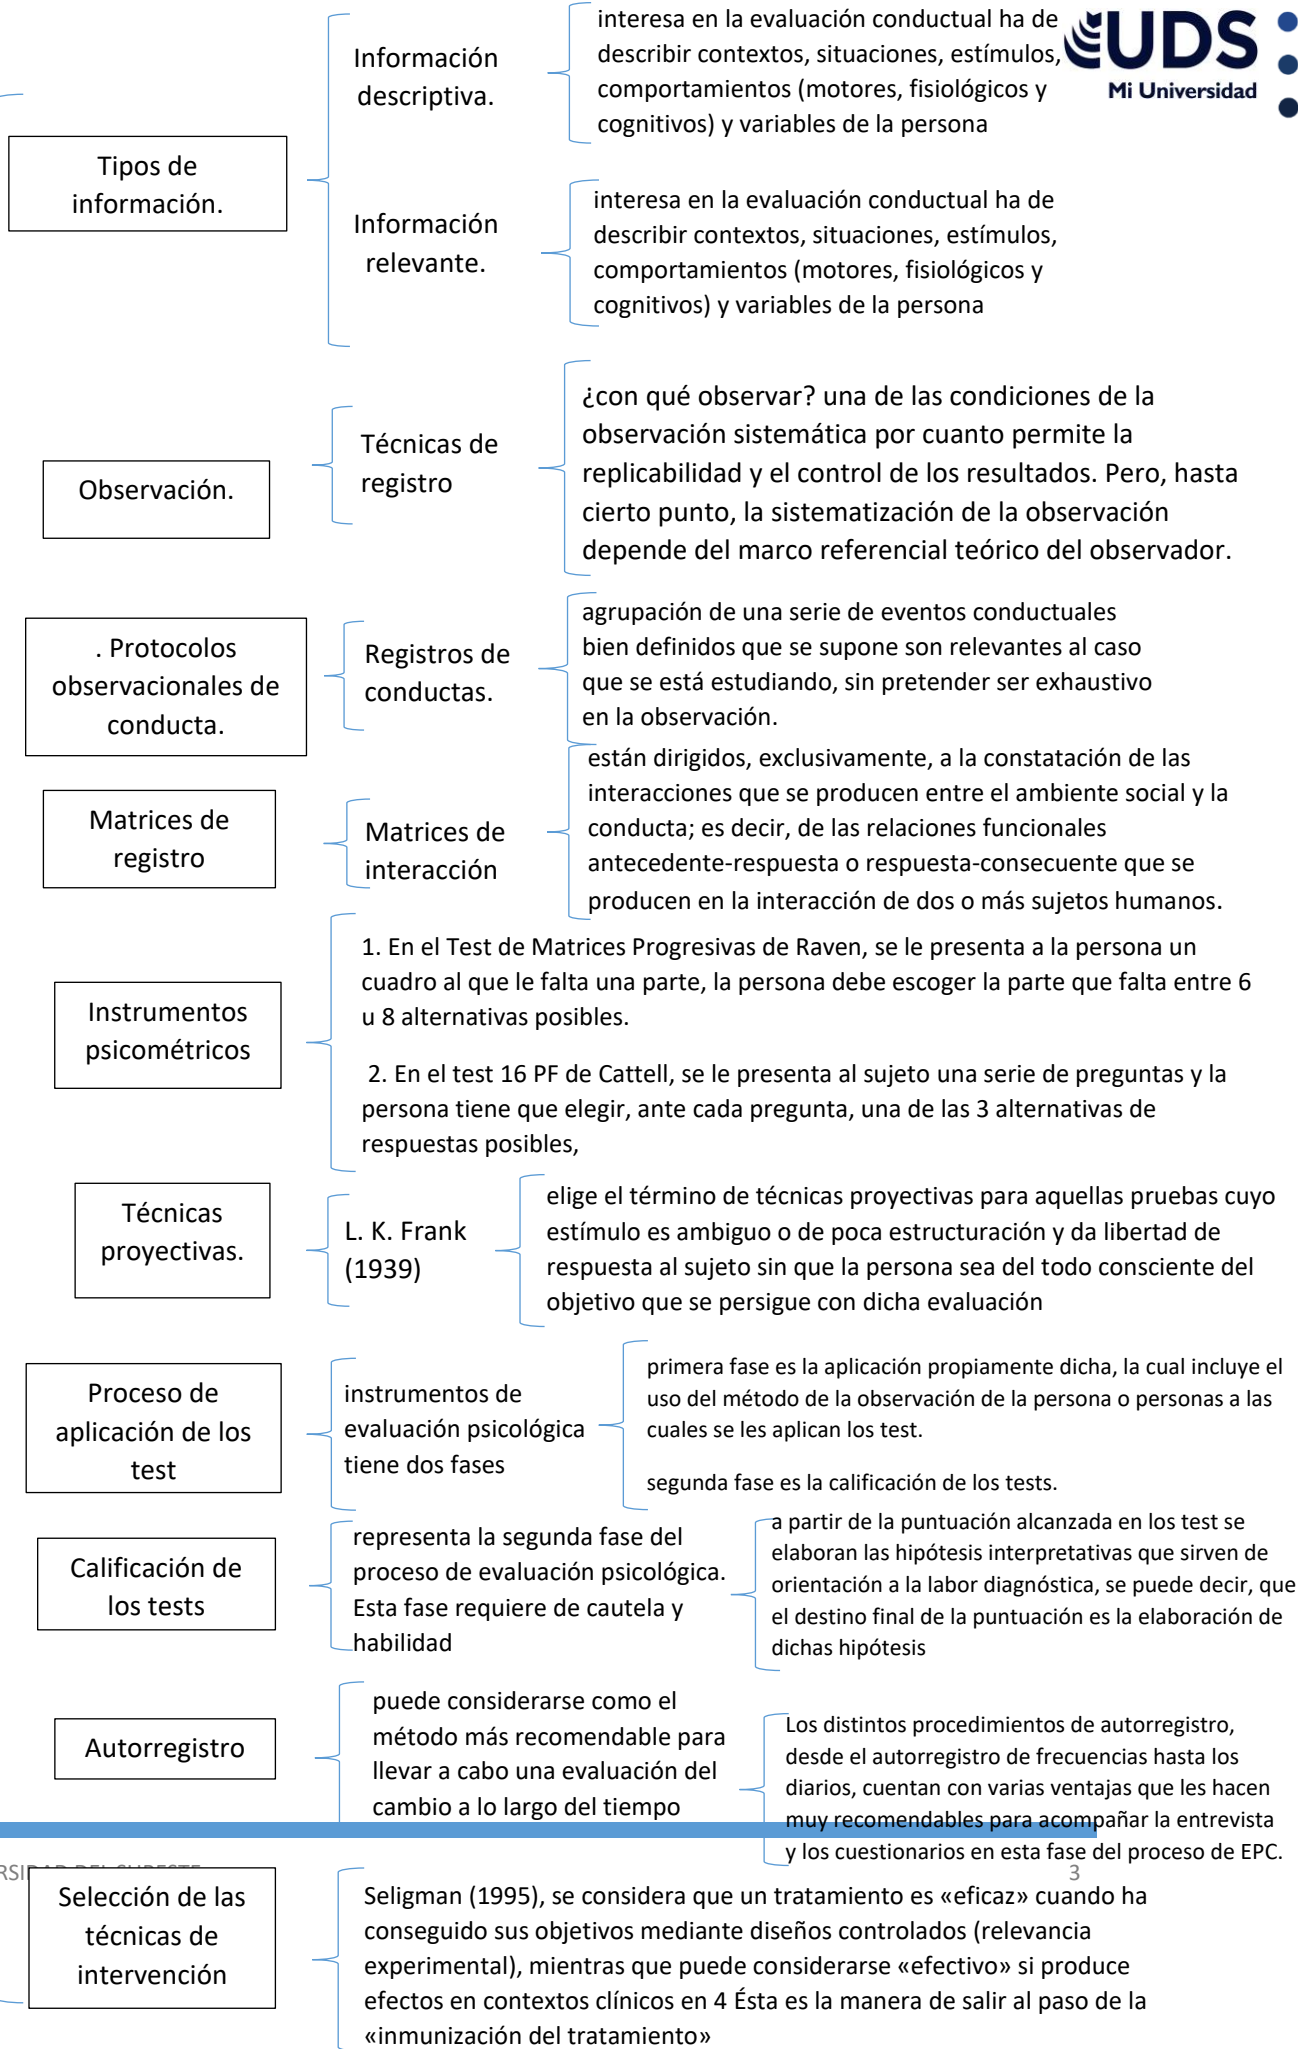 UDS
Mi Universidad
Tipos de
información.
Información
descriptiva.
interesa en la evaluación conductual ha de
describir contextos, situaciones, estímulos,
comportamientos (motores, fisiológicos y
cognitivos) y variables de la persona
Información
relevante.
interesa en la evaluación conductual ha de
describir contextos, situaciones, estímulos,
comportamientos (motores, fisiológicos y
cognitivos) y variables de la persona
Observación.
Técnicas de
registro
¿con qué observar? una de las condiciones de la
observación sistemática por cuanto permite la
replicabilidad y el control de los resultados. Pero, hasta
cierto punto, la sistematización de la observación
depende del marco referencial teórico del observador.
. Protocolos
observacionales de
conducta.
Registros de
conductas.
agrupación de una serie de eventos conductuales
bien definidos que se supone son relevantes al caso
que se está estudiando, sin pretender ser exhaustivo
en la observación.
Matrices de
registro
Matrices de
interacción
están dirigidos, exclusivamente, a la constatación de las
interacciones que se producen entre el ambiente social y la
conducta; es decir, de las relaciones funcionales
antecedente-respuesta o respuesta-consecuente que se
producen en la interacción de dos o más sujetos humanos.
Instrumentos
psicométricos
1. En el Test de Matrices Progresivas de Raven, se le presenta a la persona un
cuadro al que le falta una parte, la persona debe escoger la parte que falta entre 6
u 8 alternativas posibles.
2. En el test 16 PF de Cattell, se le presenta al sujeto una serie de preguntas y la
persona tiene que elegir, ante cada pregunta, una de las 3 alternativas de
respuestas posibles,
Técnicas
proyectivas.
L. K. Frank
(1939)
elige el término de técnicas proyectivas para aquellas pruebas cuyo
estímulo es ambiguo o de poca estructuración y da libertad de
respuesta al sujeto sin que la persona sea del todo consciente del
objetivo que se persigue con dicha evaluación
Proceso de
aplicación de los
test
instrumentos de
evaluación psicológica
tiene dos fases
primera fase es la aplicación propiamente dicha, la cual incluye el
uso del método de la observación de la persona o personas a las
cuales se les aplican los test.
segunda fase es la calificación de los tests.
Calificación de
los tests
representa la segunda fase del
proceso de evaluación psicológica.
Esta fase requiere de cautela y
habilidad
a partir de la puntuación alcanzada en los test se
elaboran las hipótesis interpretativas que sirven de
orientación a la labor diagnóstica, se puede decir, que
el destino final de la puntuación es la elaboración de
dichas hipótesis
Autorregistro
puede considerarse como el
método más recomendable para
llevar a cabo una evaluación del
cambio a lo largo del tiempo
Los distintos procedimientos de autorregistro,
desde el autorregistro de frecuencias hasta los
diarios, cuentan con varias ventajas que les hacen
muy recomendables para acompañar la entrevista
y los cuestionarios en esta fase del proceso de EPC.
3
Selección de las
técnicas de
intervención
Seligman (1995), se considera que un tratamiento es «eficaz» cuando ha
conseguido sus objetivos mediante diseños controlados (relevancia
experimental), mientras que puede considerarse «efectivo» si produce
efectos en contextos clínicos en 4 Ésta es la manera de salir al paso de la
«inmunización del tratamiento»